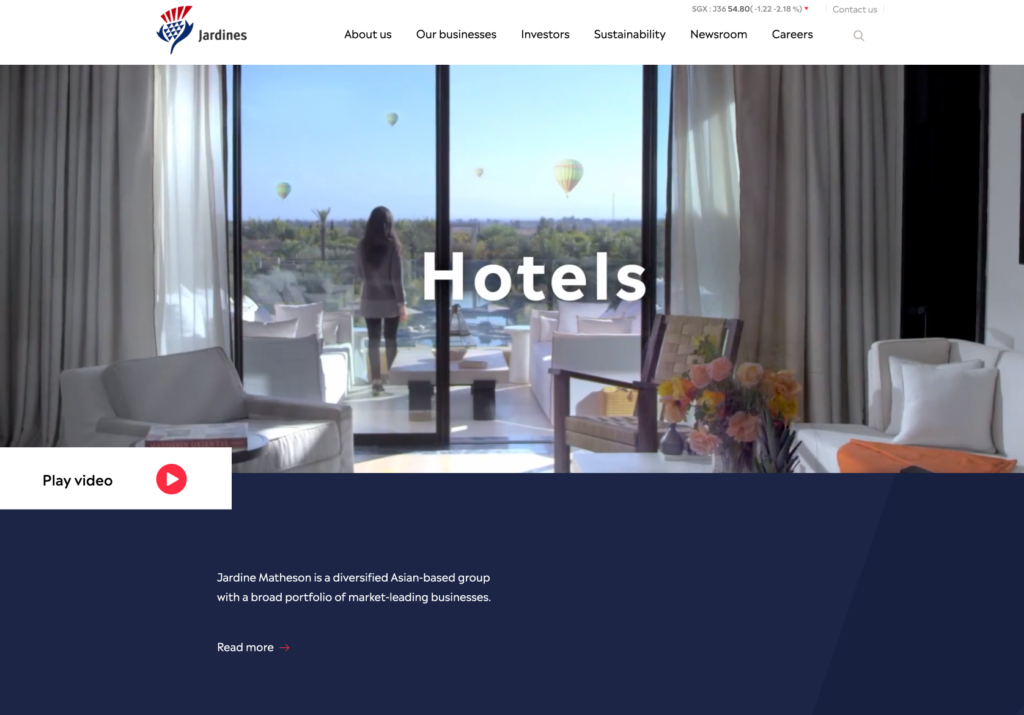 SGX : J36 54.80( -1.22 -2.18 %)
Contact us
Jardines
About us
Our businesses
Investors
Sustainability
Newsroom
Careers
Hotels
MANDARIN ORIENTAL
Play video
Jardine Matheson is a diversified Asian-based group
with a broad portfolio of market-leading businesses.
Read more